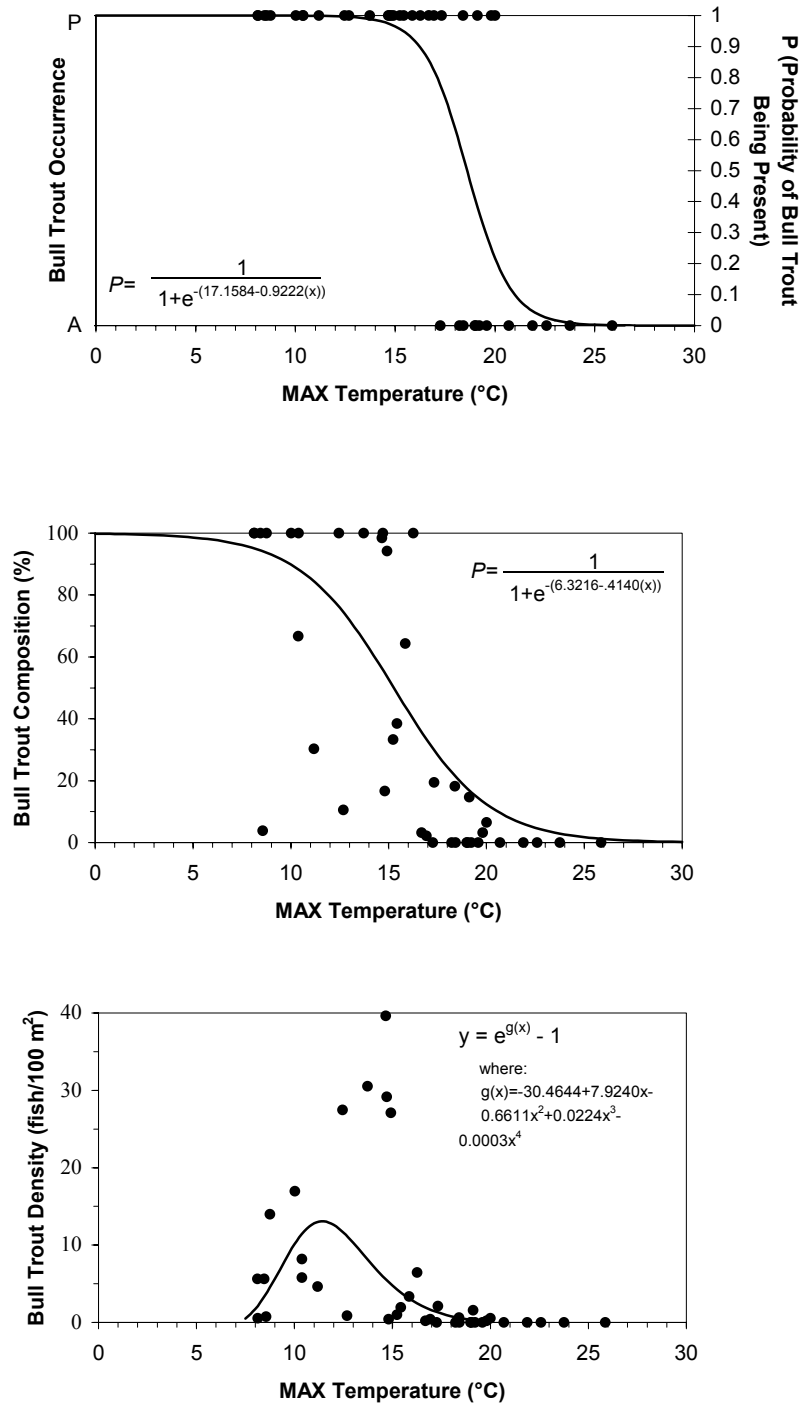 P
A
Bull Trout Occurrence
1
0.9
0.8
0.7
0.6
0.5
0.4
0.3
0.2
0.1
0
P (Probability of Bull Trout
Being Present)
P= 1
1+e-(17.1584-0.9222(x))
0 5 10 15 20 25 30
MAX Temperature (°C)
100
80
60
40
20
0
Bull Trout Composition (%)
P= 1
1+e-(6.3216-.4140(x))
0 5 10 15 20 25 30
MAX Temperature (°C)
40
30
20
10
0
Bull Trout Density (fish/100 m2)
y = eg(x) - 1
where:
g(x)=-30.4644+7.9240x-
0.6611x2+0.0224x3-
0.0003x4
0 5 10 15 20 25 30
MAX Temperature (°C)